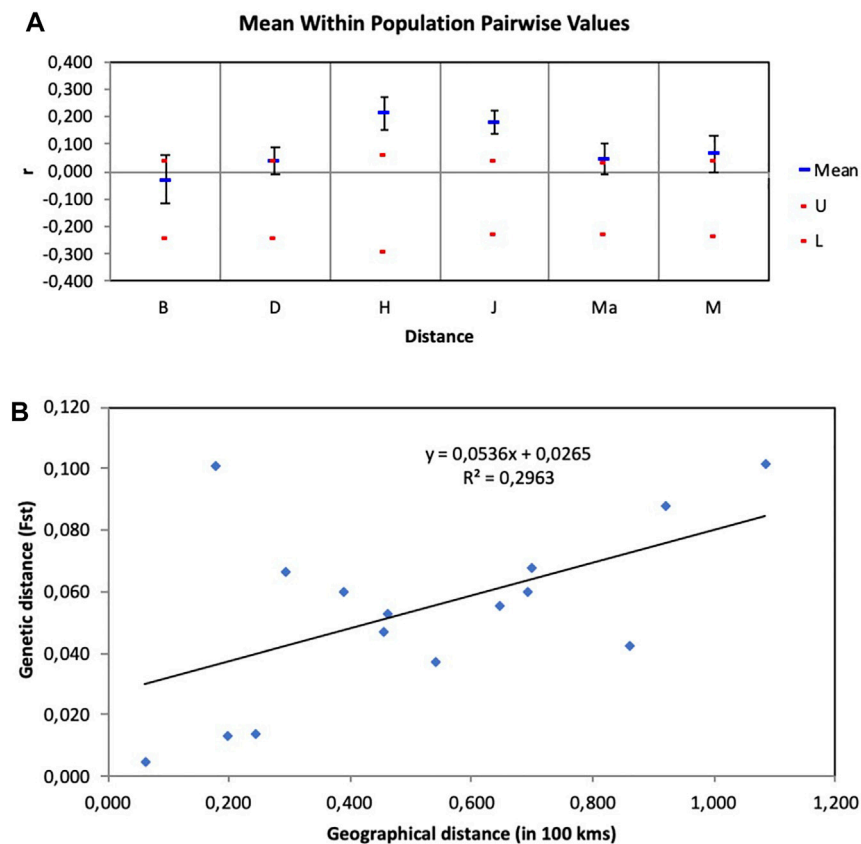 A
Mean Within Population Pairwise Values
0,400
0,300
0,200
0,100
0,000
-0,100
-0,200
-0,300
-0,400
r
B D H J Ma M
Distance
Mean
U
L
B
0,120
0,100
0,080
0,060
0,040
0,020
0,000
Genetic distance (Fst)
y = 0,0536x + 0,0265
R² = 0,2963
0,000 0,200 0,400 0,600 0,800 1,000 1,200
Geographical distance (in 100 kms)